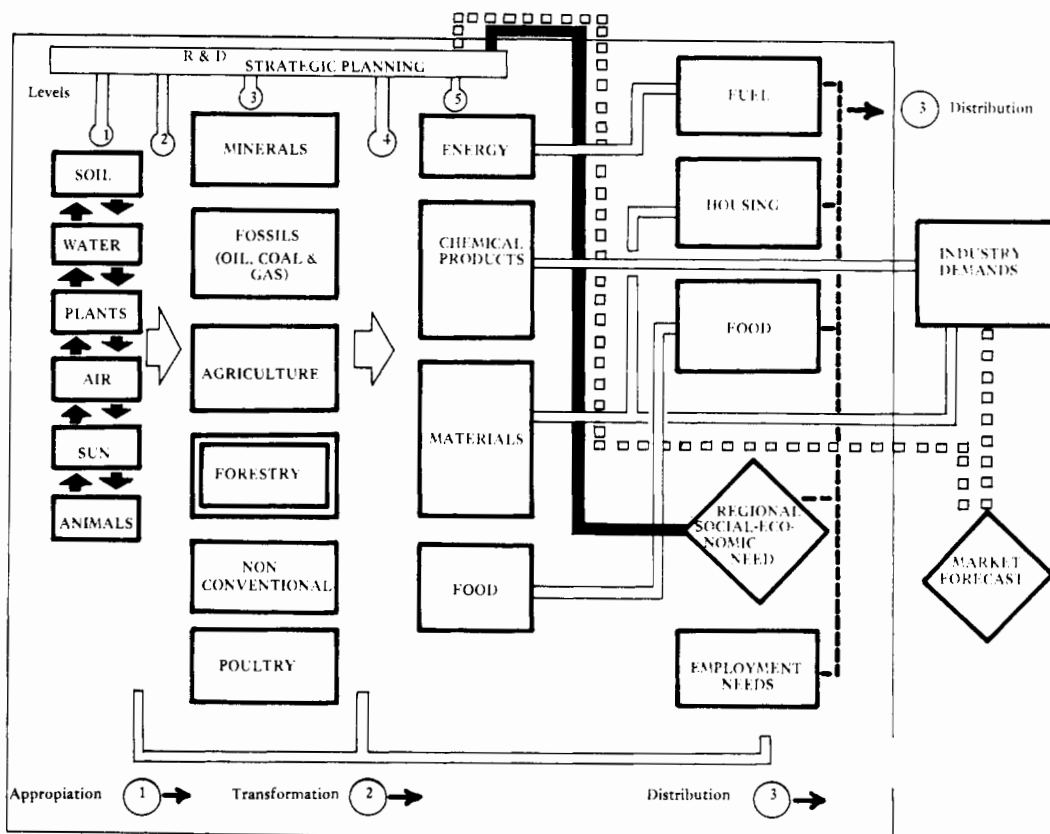 R & D
STRATEGIC PLANNING
Levels
1
2
3
4
5
SOIL
WATER
PLANTS
AIR
SUN
ANIMALS
MINERALS
FOSSILS
(OIL, COAL &
GAS)
AGRICULTURE
FORESTRY
NON
CONVENTIONAL
POULTRY
ENERGY
CHEMICAL
PRODUCTS
MATERIALS
FOOD
FUEL
HOUSING
FOOD
REGIONAL
SOCIAL-ECO-
NOMIC
NEED
EMPLOYMENT
NEEDS
3 Distribution
INDUSTRY
DEMANDS
MARKET
FORECAST
Appropiation 1
Transformation 2
Distribution 3